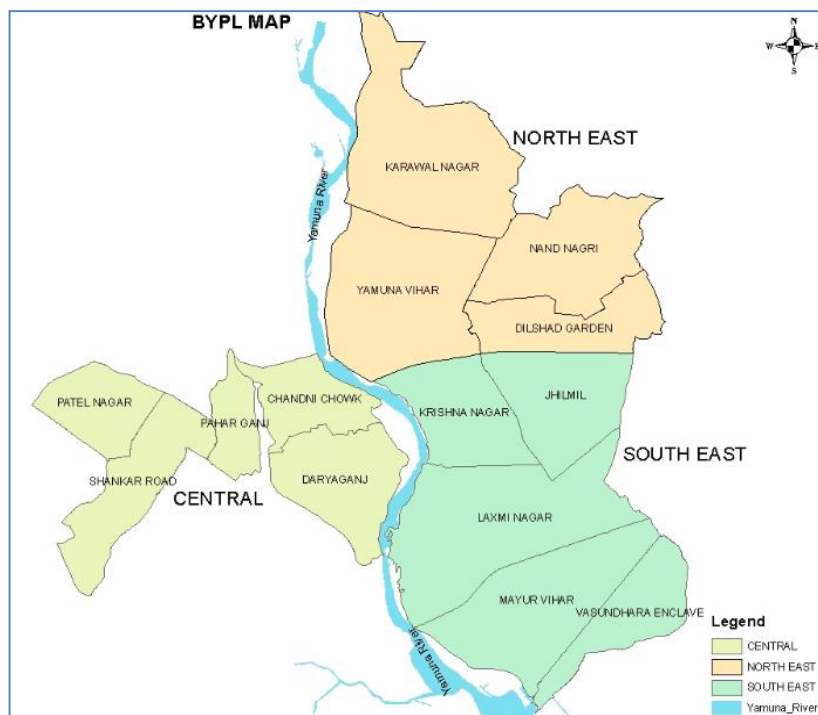 BYPL MAP
N
W E
S
NORTH EAST
KARAWAL NAGAR
Yamuna River
NAND NAGRI
YAMUNA VIHAR
DILSHAD GARDEN
CHANDNI CHOWK
PATEL NAGAR
PAHAR GANJ
KRISHNA NAGAR
JHILMIL
SHANKAR ROAD
CENTRAL
DARYAGANJ
SOUTH EAST
LAXMI NAGAR
MAYUR VIHAR
VASUNDHARA ENCLAVE
Yamuna River
Legend
CENTRAL
NORTH EAST
SOUTH EAST
Yamuna_River